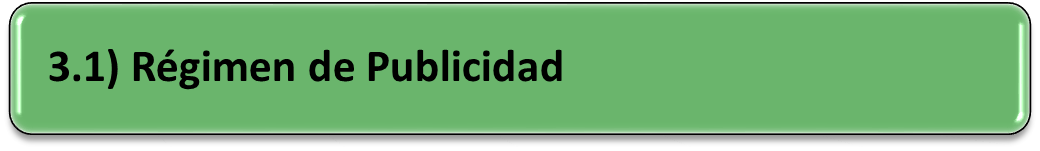 3.1) Régimen de Publicidad